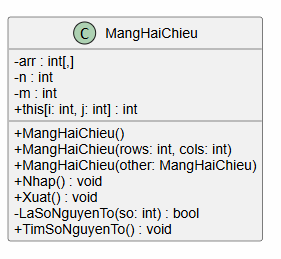 C MangHaiChieu
-arr : int[,]
-n : int
-m : int
+this[i: int, j: int] : int
+MangHaiChieu()
+MangHaiChieu(rows: int, cols: int)
+MangHaiChieu(other: MangHaiChieu)
+Nhap() : void
+Xuat() : void
-LaSoNguyenTo(so: int) : bool
+TimSoNguyenTo() : void